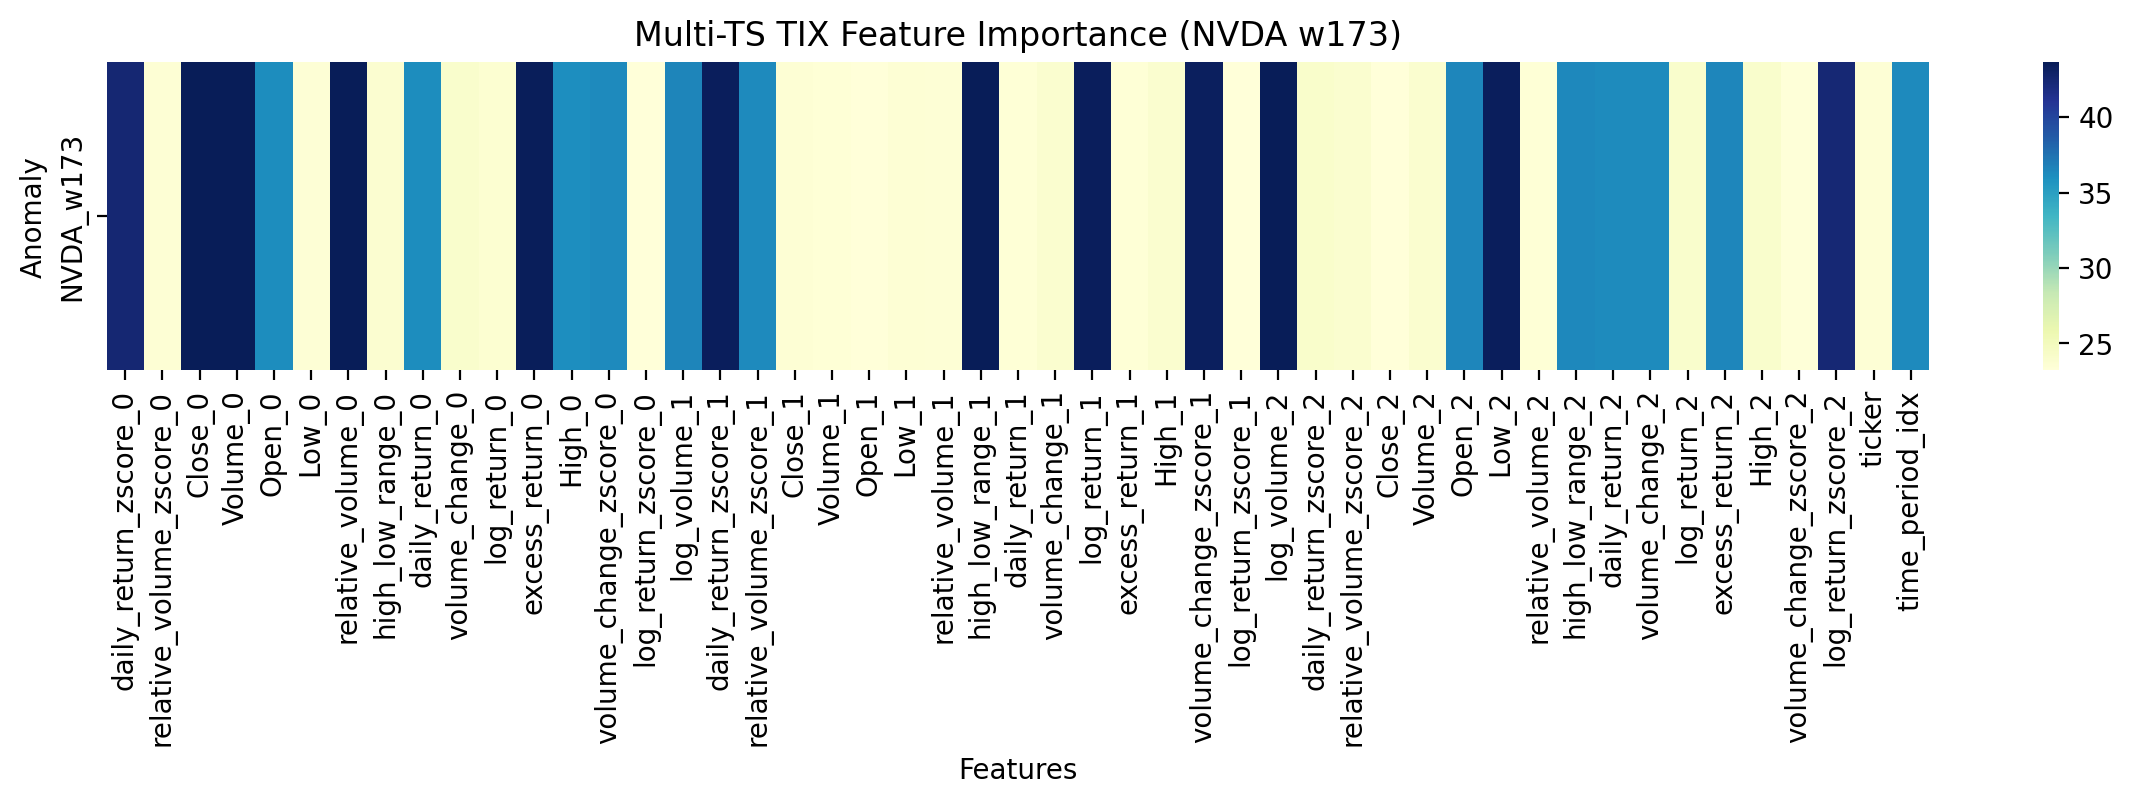 Multi-TS TIX Feature Importance (NVDA w173)
Anomaly
NVDA_w173
40
35
30
25
daily_return_zscore_0
relative_volume_zscore_0
Close_0
Volume_0
Open_0
Low_0
relative_volume_0
high_low_range_0
daily_return_0
volume_change_0
log_return_0
excess_return_0
High_0
volume_change_zscore_0
log_return_zscore_0
log_volume_1
daily_return_zscore_1
relative_volume_zscore_1
Close_1
Volume_1
Open_1
Low_1
relative_volume_1
high_low_range_1
daily_return_1
volume_change_1
log_return_1
excess_return_1
High_1
volume_change_zscore_1
log_return_zscore_1
log_volume_2
daily_return_zscore_2
relative_volume_zscore_2
Close_2
Volume_2
Open_2
Low_2
relative_volume_2
high_low_range_2
daily_return_2
volume_change_2
log_return_2
excess_return_2
High_2
volume_change_zscore_2
log_return_zscore_2
ticker
time_period_idx
Features